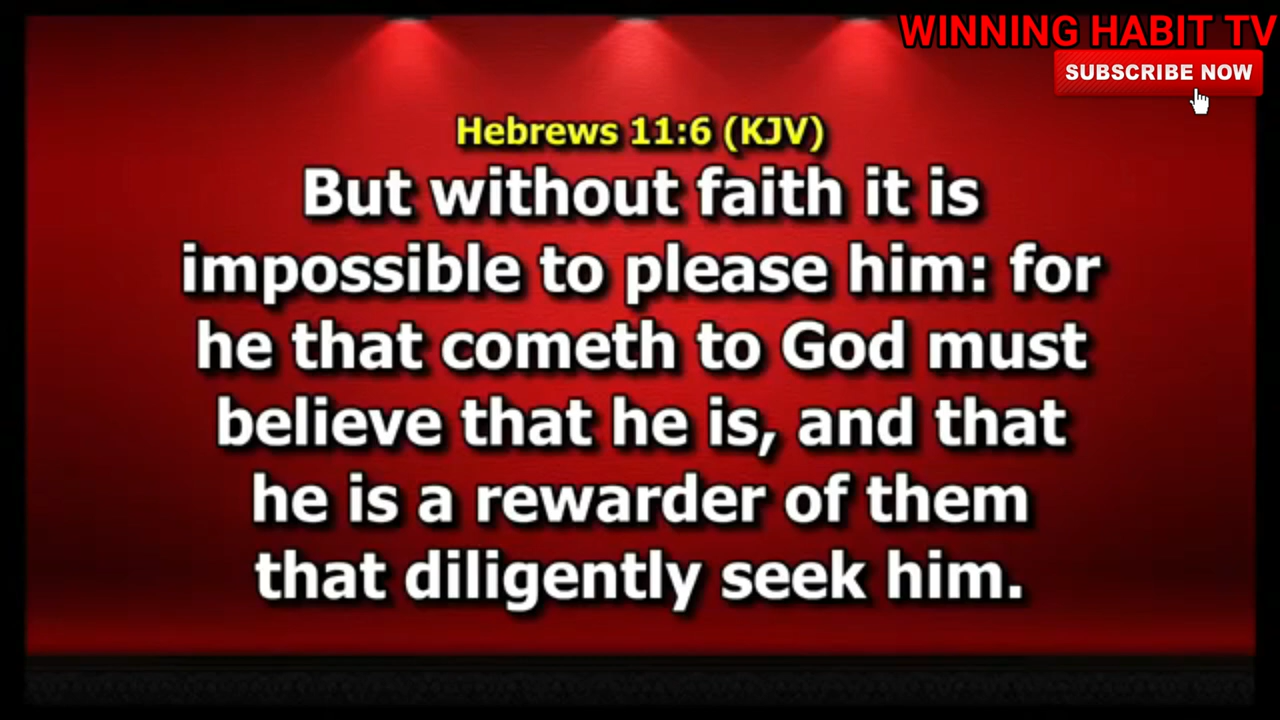 WINNING HABIT TV
SUBSCRIBE NOW
Hebrews 11:6 (KJV)
But without faith it is
impossible to please him: for
he that cometh to God must
believe that he is, and that
he is a rewarder of them
that diligently seek him.